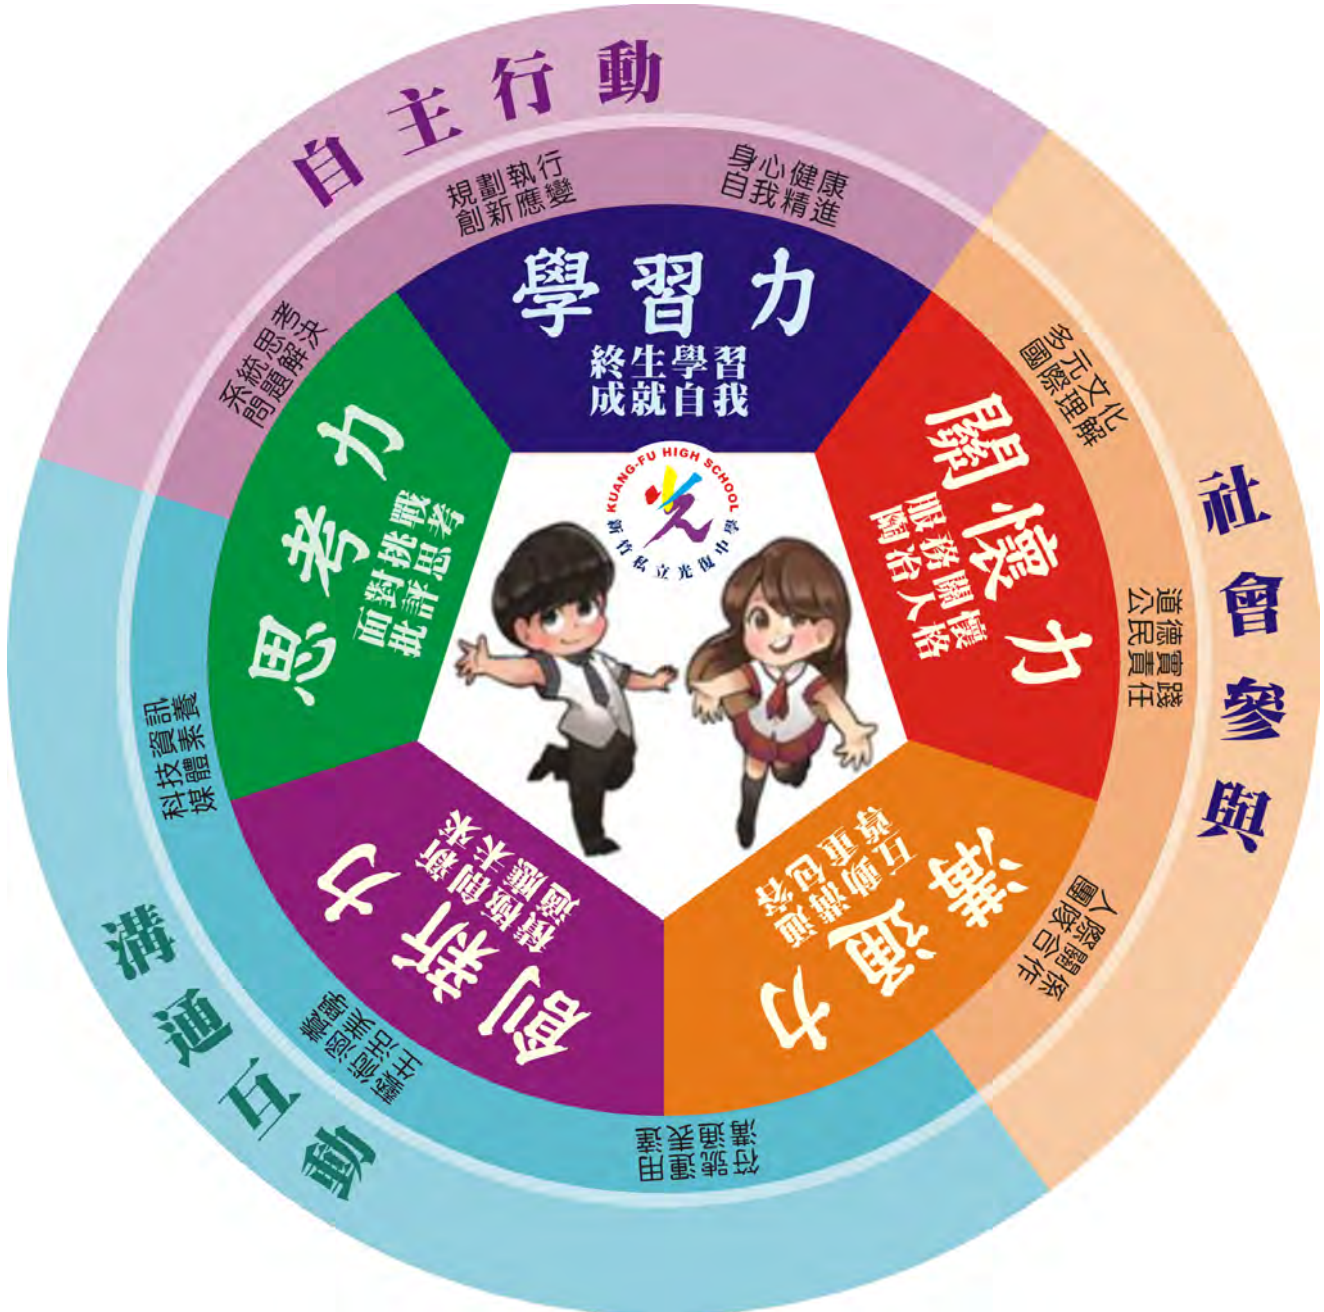 自主行動
規劃執行
創新應變
身心健康
自我精進
系統思考
問題解決
社會參與
多元文化
國際理解
道德實踐
公民責任
人際關係
團隊合作
溝通互動
科技資訊
媒體素養
藝術涵養
生活美學
符號運用
溝通表達
學習力
終生學習
成就自我
關懷力
服務關懷
陶冶人格
溝通力
互動溝通
尊重包容
創新力
積極創新
適應未來
思考力
面對挑戰
批評思考
KUANG-FU HIGH SCHOOL
光
新竹私立光復中學